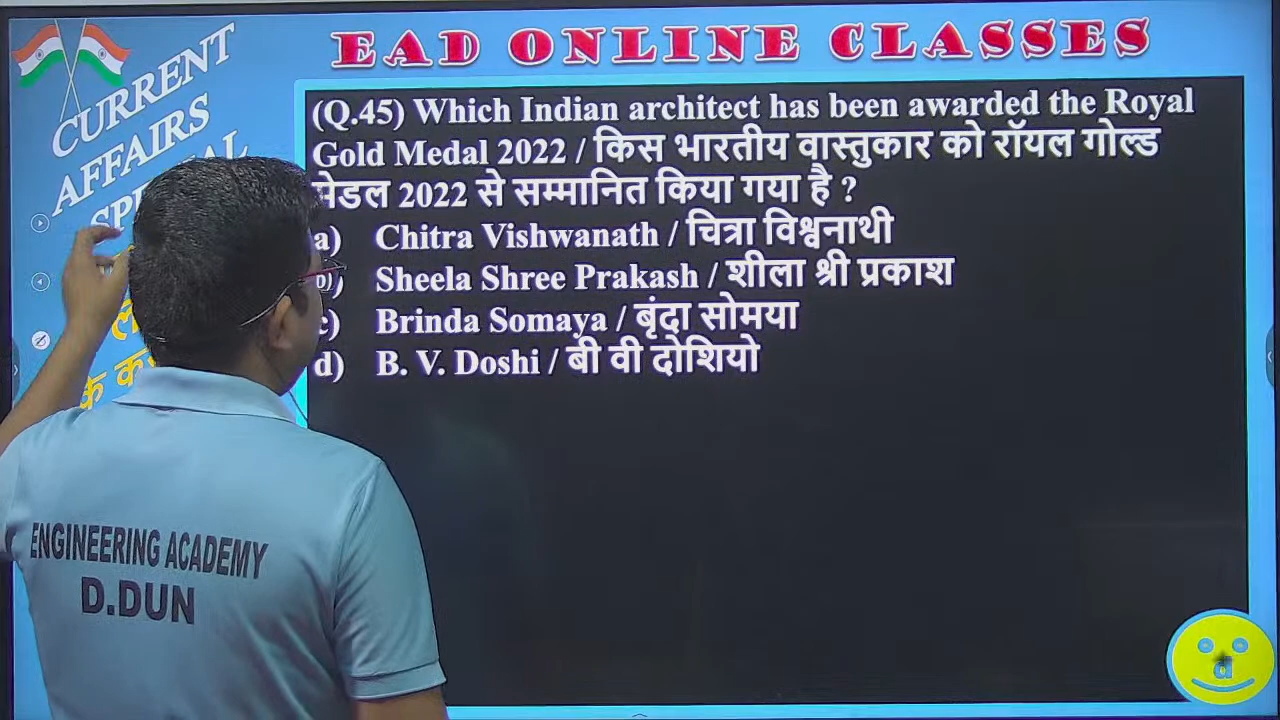 EAD ONLINE CLASSES
CURRENT
AFFAIRS
(Q.45) Which Indian architect has been awarded the Royal
Gold Medal 2022 / किस भारतीय वास्तुकार को रॉयल गोल्ड
मेडल 2022 से सम्मानित किया गया है ?
a) Chitra Vishwanath / चित्रा विश्वनाथी
b) Sheela Shree Prakash / शीला श्री प्रकाश
c) Brinda Somaya / बृंदा सोमया
d) B. V. Doshi / बी वी दोशियो
ENGINEERING ACADEMY
D.DUN
d